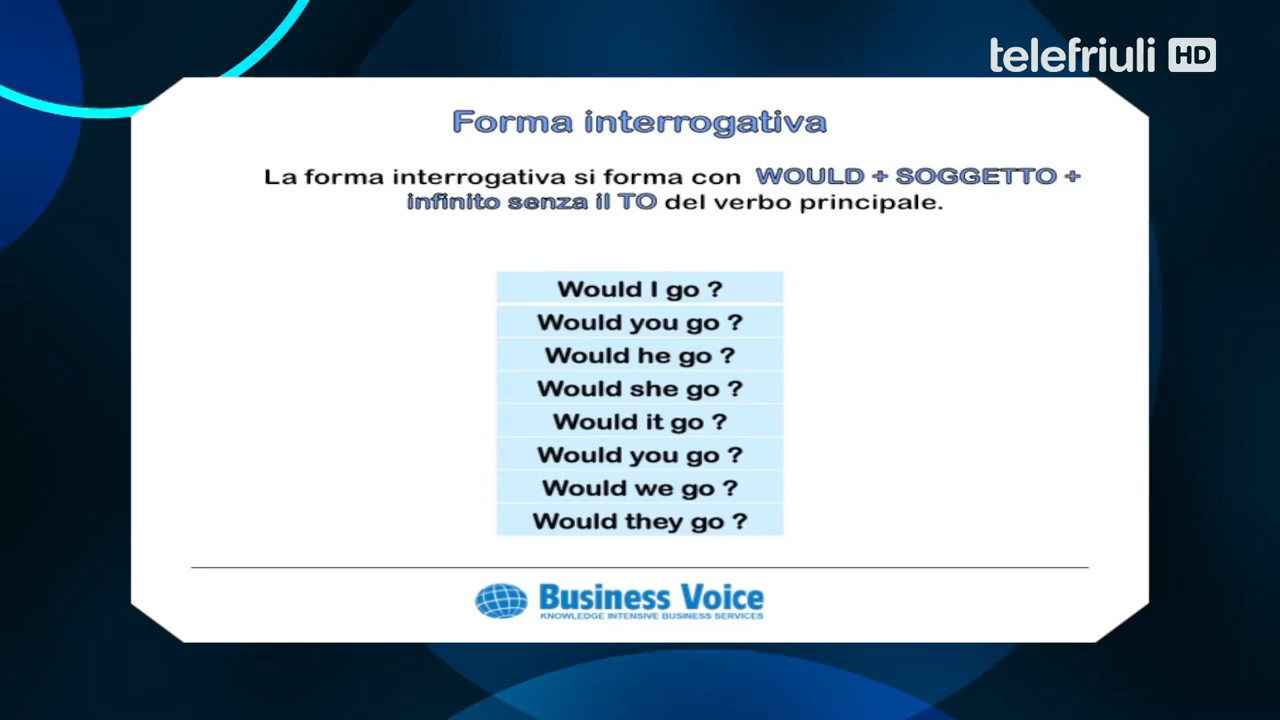 telefriuli HD
Forma interrogativa
La forma interrogativa si forma con WOULD + SOGGETTO +
infinito senza il TO del verbo principale.
Would I go ?
Would you go ?
Would he go ?
Would she go ?
Would it go ?
Would you go ?
Would we go ?
Would they go ?
Business Voice
KNOWLEDGE INTENSIVE BUSINESS SERVICES